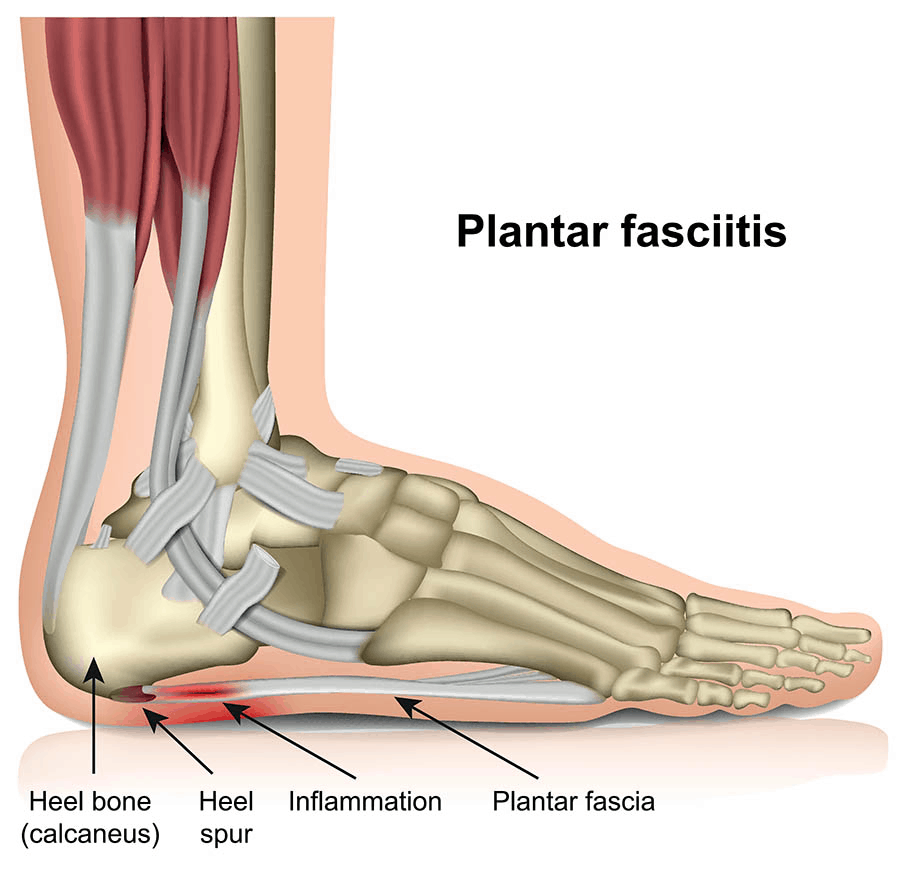 Plantar fasciitis
Heel bone
(calcaneus)
Heel
spur
Inflammation
Plantar fascia